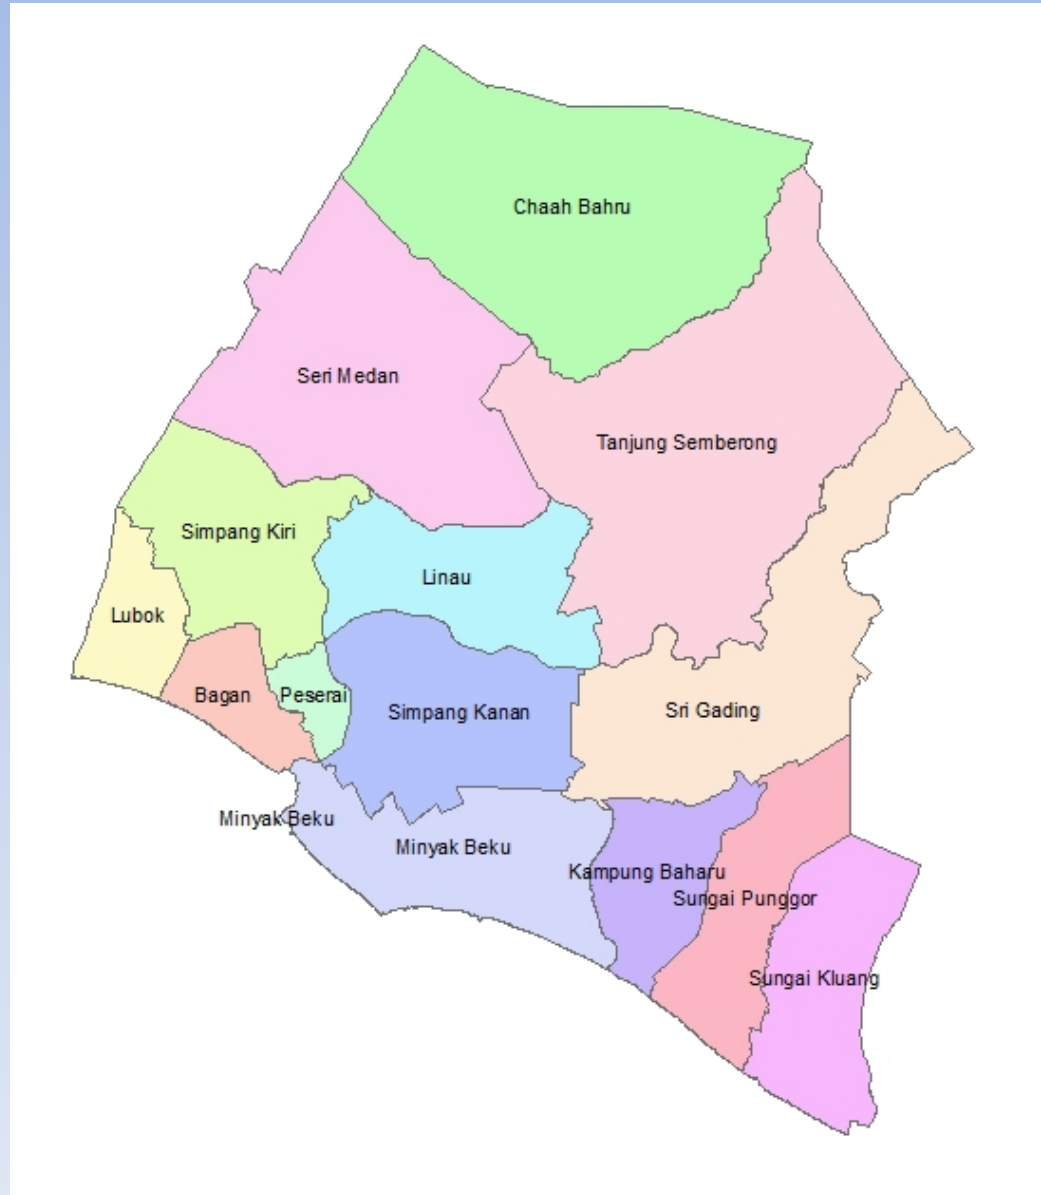 Chaah Bahru
Seri Medan
Tanjung Semberong
Simpang Kiri
Linau
Lubok
Bagan
Peserai
Simpang Kanan
Sri Gading
Minyak Beku
Minyak Beku
Kampung Baharu
Sungai Punggor
Sungai Kluang